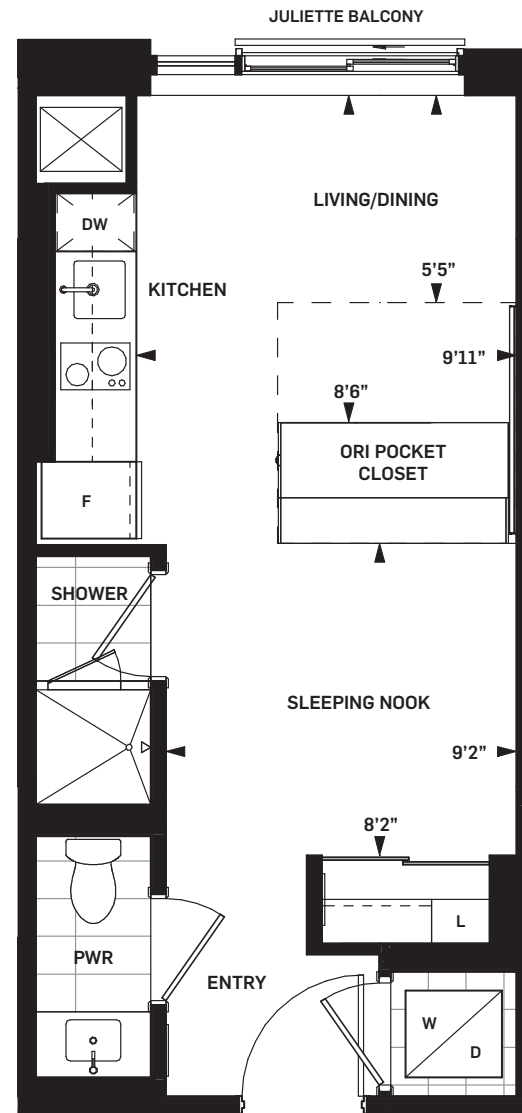 JULIETTE BALCONY
LIVING/DINING
DW
KITCHEN
5’5”
9’11”
8’6”
ORI POCKET
CLOSET
F
SHOWER
SLEEPING NOOK
9’2”
8’2”
L
PWR
ENTRY
W
D